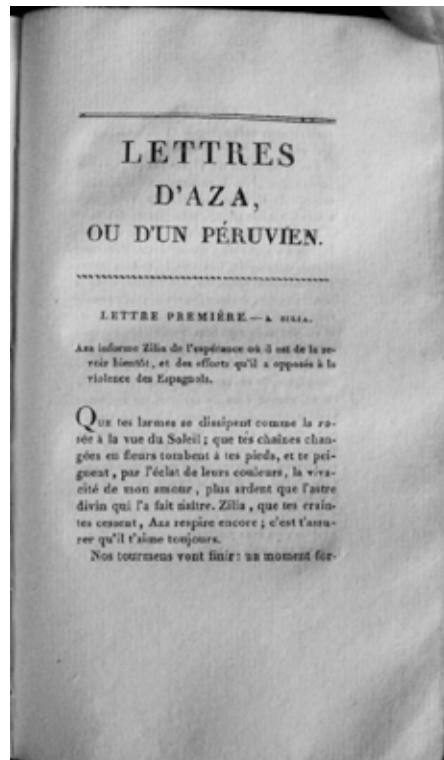 LETTRES
D'AZA,
OU D'UN PÉRUVIEN.
LETTRE PREMIÈRE. — A ZILIA.
Aza informe Zilia de l'espérance où il est de la re-
voir bientôt, et des efforts qu'il a opposés à la
violence des Espagnols.
Que tes larmes se dissipent comme la ro-
sée à la vue du Soleil ; que tes chaînes chan-
gées en fleurs tombent à tes pieds, et te pei-
gnent, par l'éclat de leurs couleurs, la viva-
cité de mon amour, plus ardent que l'astre
divin qui l'a fait naître. Zilia, que tes crain-
tes cessent, Aza respire encore ; c'est t'assu-
rer qu'il t'aime toujours.
Nos tourmens vont finir : un moment for-